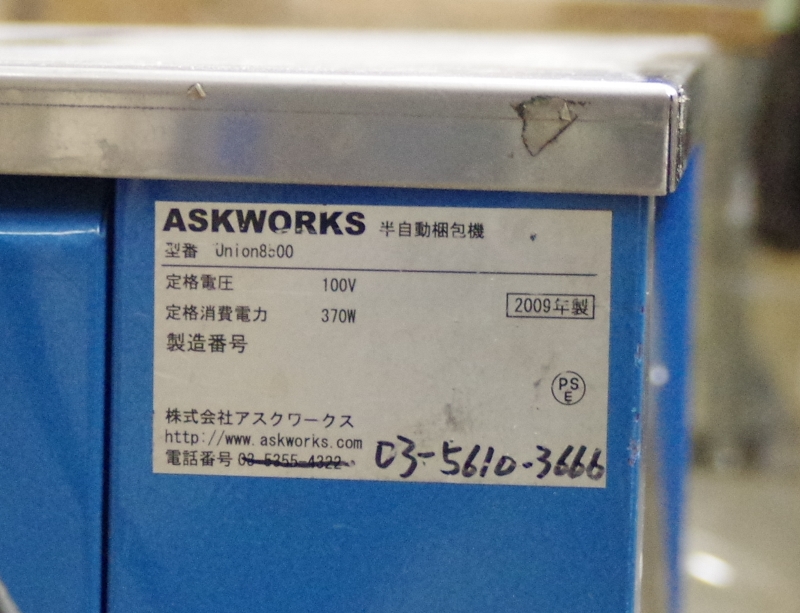 ASKWORKS 半自動梱包機
型番
定格電圧 100V
定格消費電力 370W
2009年製
製造番号
PS
E
株式会社アスクワークス
http://www.askworks.com
電話番号 03-5355-4322 03-5610-3666